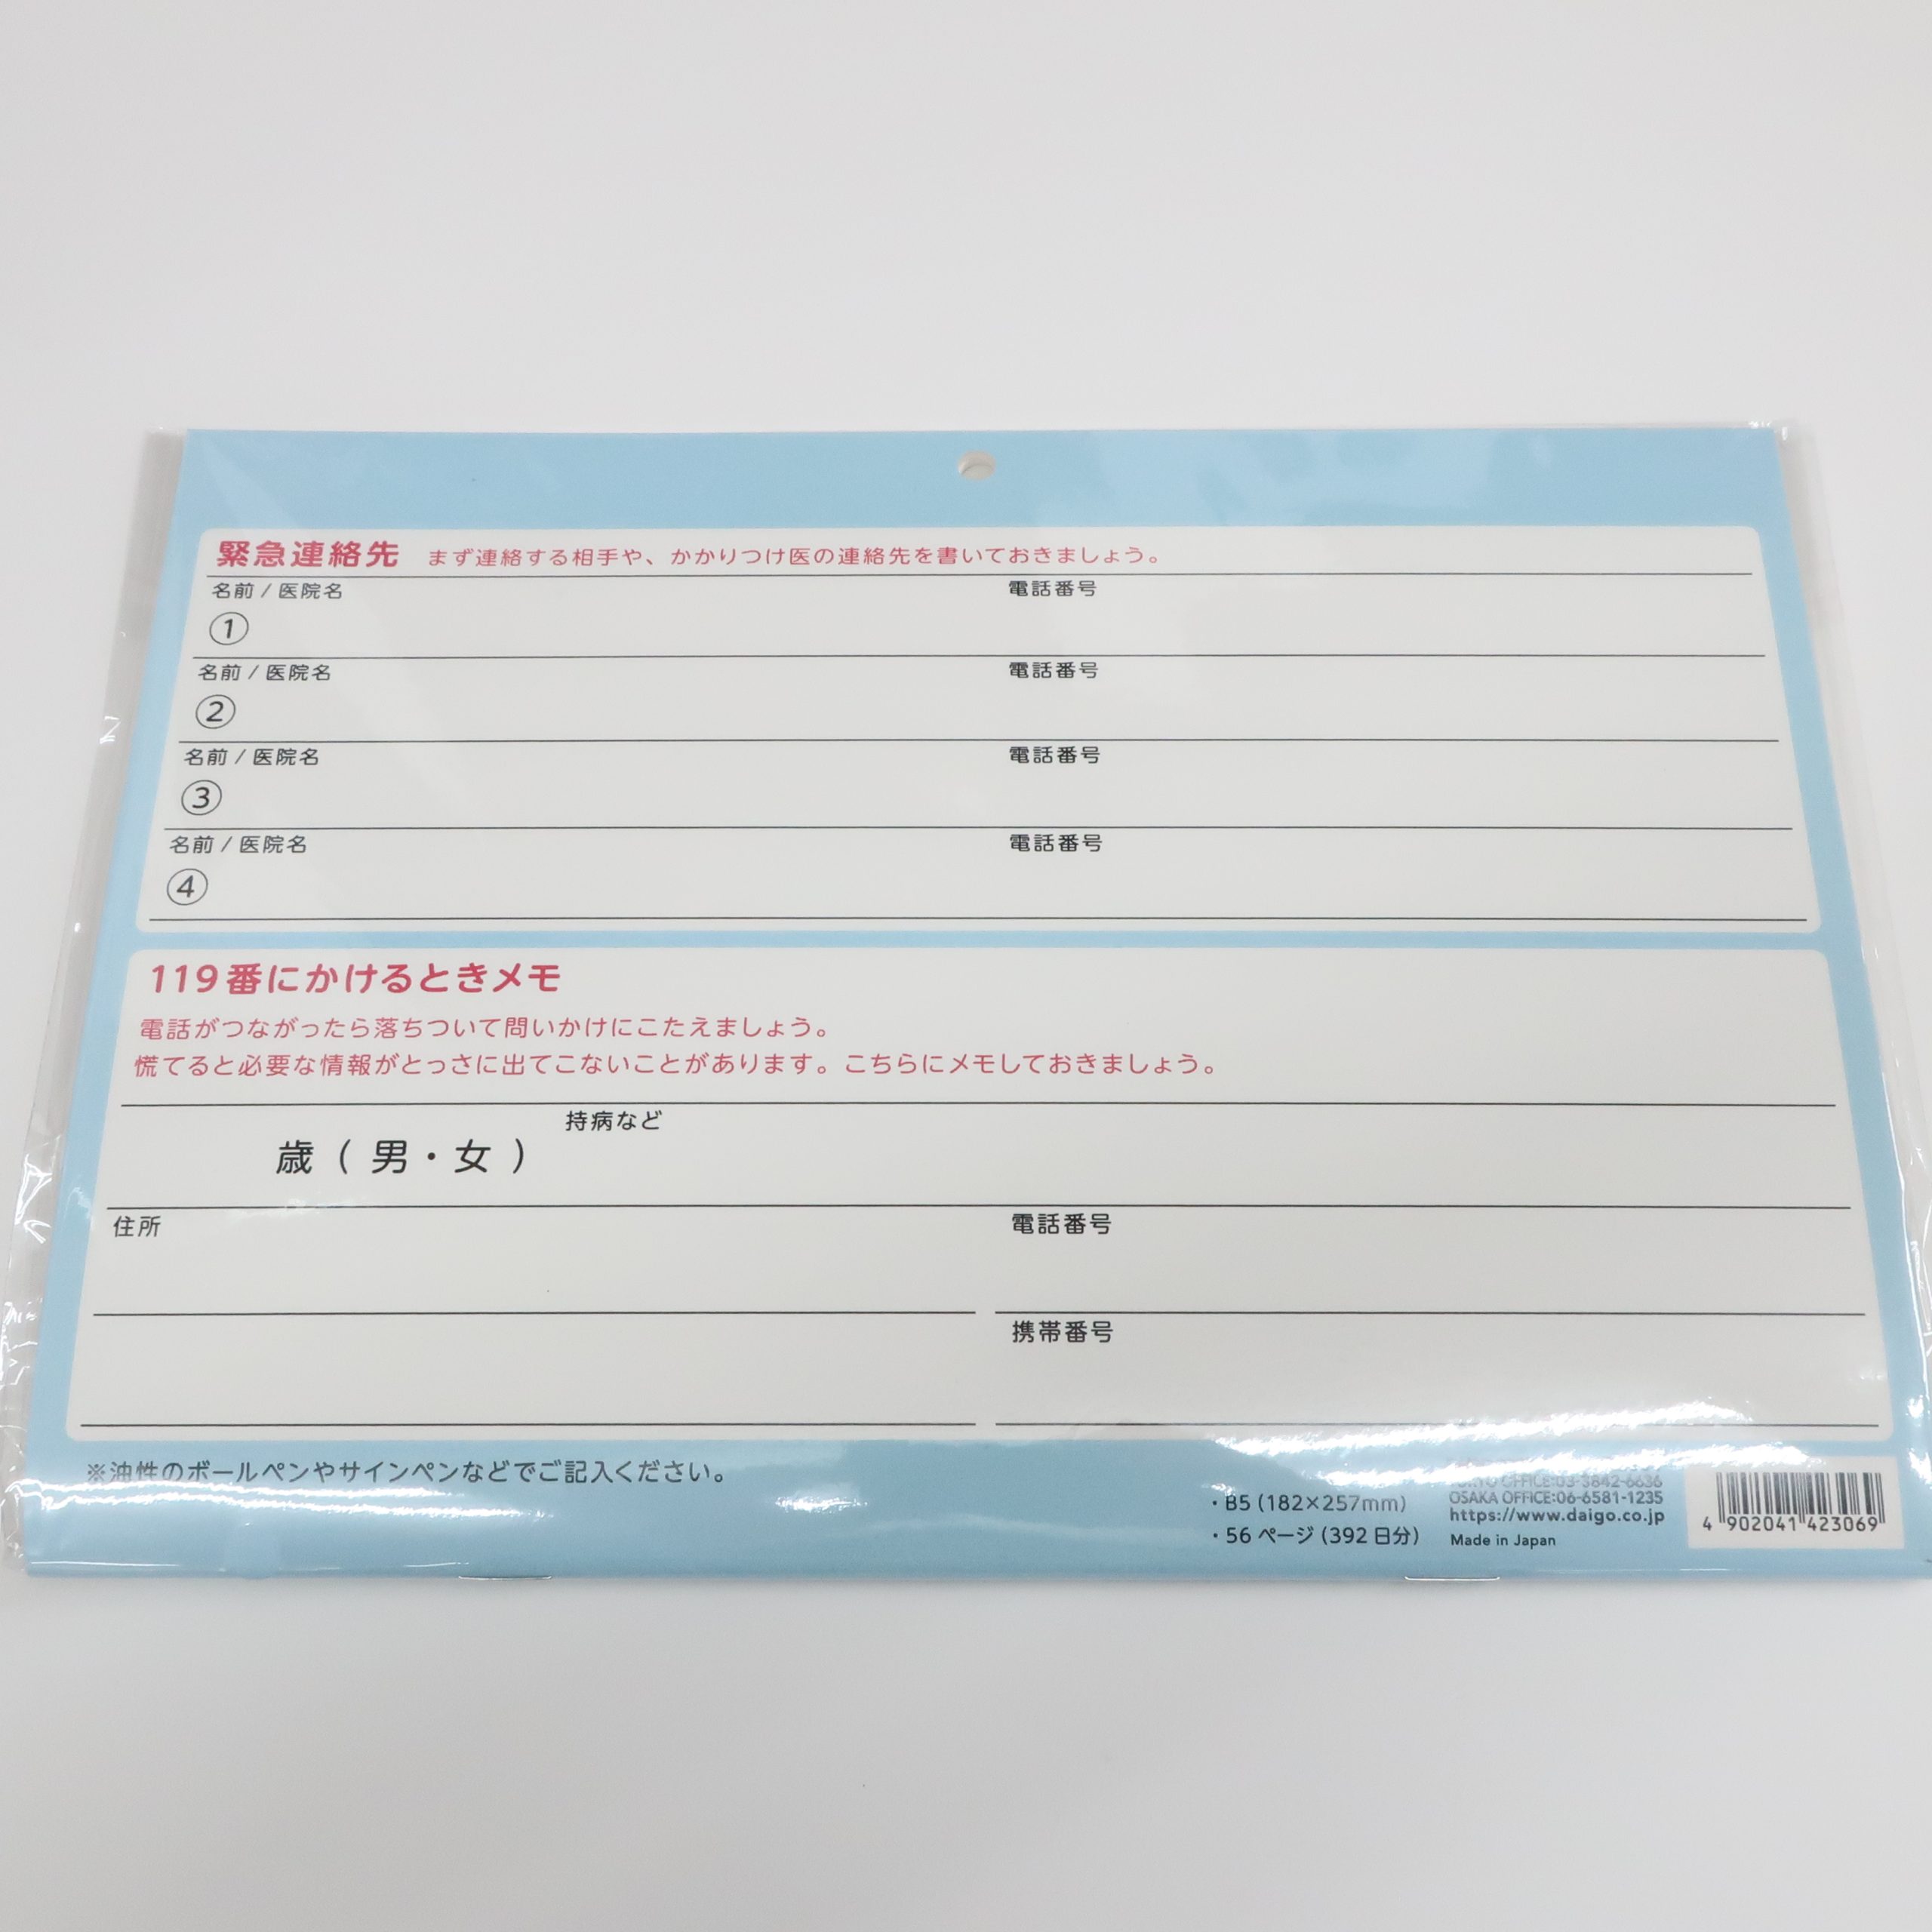 緊急連絡先 まず連絡する相手や、かかりつけ医の連絡先を書いておきましょう。
名前 / 医院名 電話番号
①
名前 / 医院名 電話番号
②
名前 / 医院名 電話番号
③
名前 / 医院名 電話番号
④
119番にかけるときメモ
電話がつながったら落ちついて問いかけにこたえましょう。
慌てると必要な情報がとっさに出てこないことがあります。こちらにメモしておきましょう。
持病など
歳 ( 男・女 )
住所 電話番号
携帯番号
※油性のボールペンやサインペンなどでご記入ください。
・B5 (182×257mm)
・56 ページ (392 日分)
TOKYO OFFICE:03-3842-6636
OSAKA OFFICE:06-6581-1235
https://www.daigo.co.jp
Made in Japan
4 902041 423069